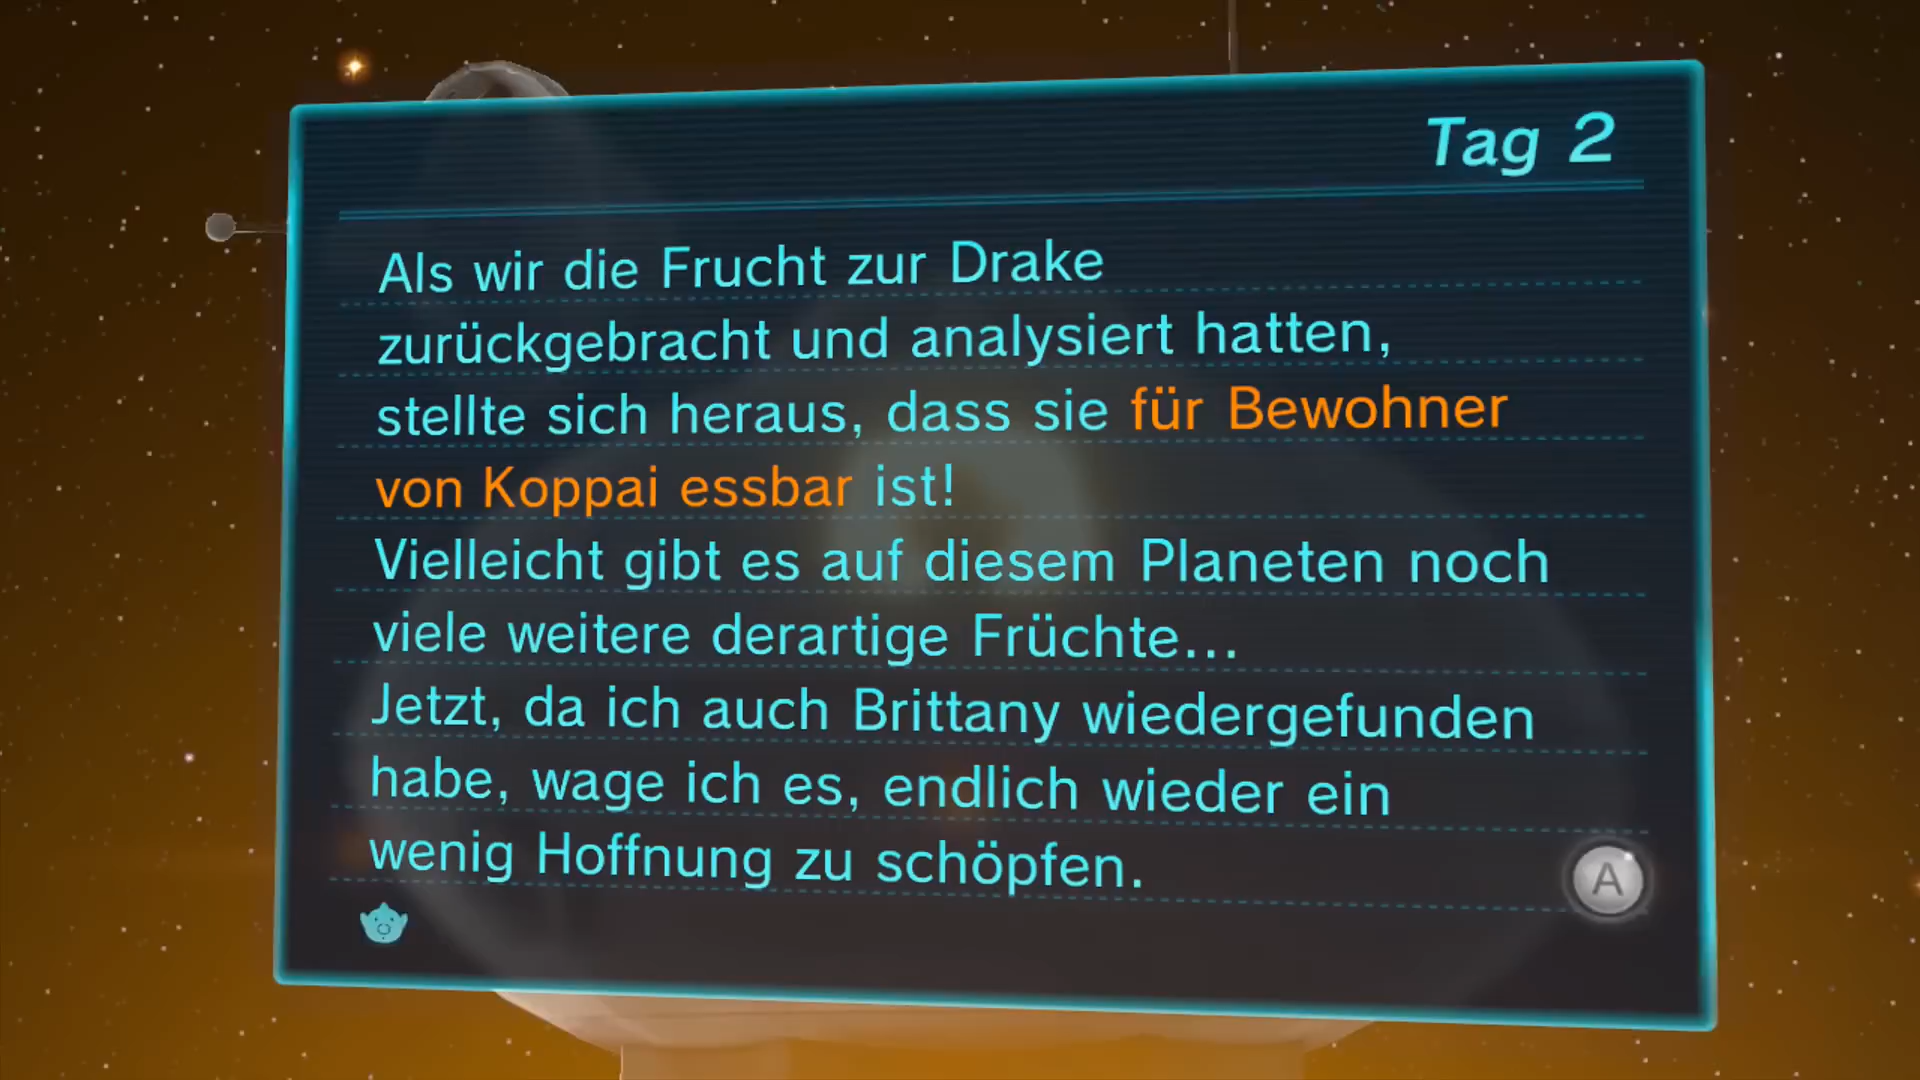 Tag 2
Als wir die Frucht zur Drake
zurückgebracht und analysiert hatten,
stellte sich heraus, dass sie für Bewohner
von Koppai essbar ist!
Vielleicht gibt es auf diesem Planeten noch
viele weitere derartige Früchte...
Jetzt, da ich auch Brittany wiedergefunden
habe, wage ich es, endlich wieder ein
wenig Hoffnung zu schöpfen.
A